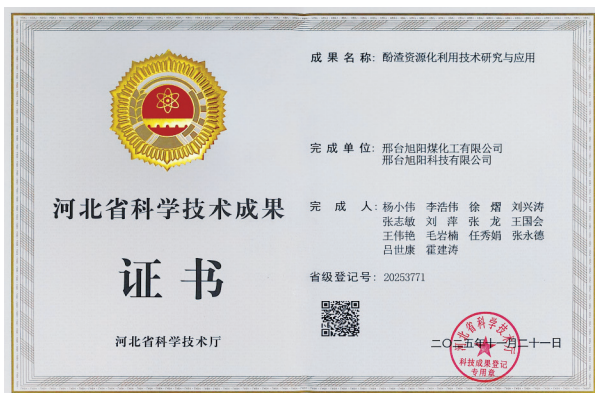 河北省科学技术成果
证书
河北省科学技术厅
成果名称：酚渣资源化利用技术研究与应用
完成单位：邢台旭阳煤化工有限公司
邢台旭阳科技有限公司
完成人：杨小伟 李浩伟 徐熠 刘兴涛
张志敏 刘萍 张龙 王国会
王伟艳 毛岩楠 任秀娟 张永德
吕世康 霍建涛
省级登记号：20253771
二〇二五年十一月二十一日
河北省科学技术厅
科技成果登记
专用章